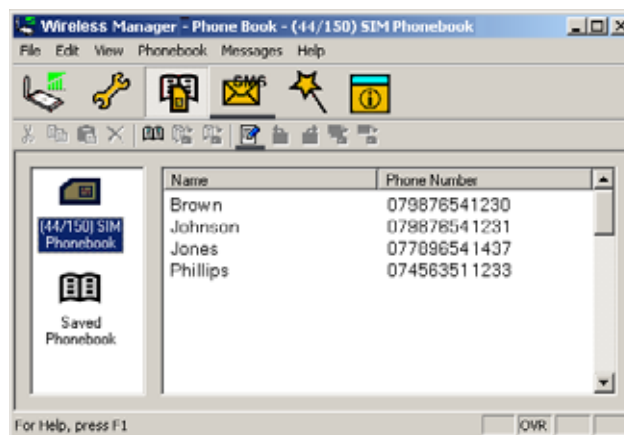 Wireless Manager - Phone Book - (44/150) SIM Phonebook
File Edit View Phonebook Messages Help
SMS
Name Phone Number
(44/150) SIM
Phonebook
Saved
Phonebook
Brown 079876541230
Johnson 079876541231
Jones 077896541437
Phillips 074563511233
For Help, press F1
OVR